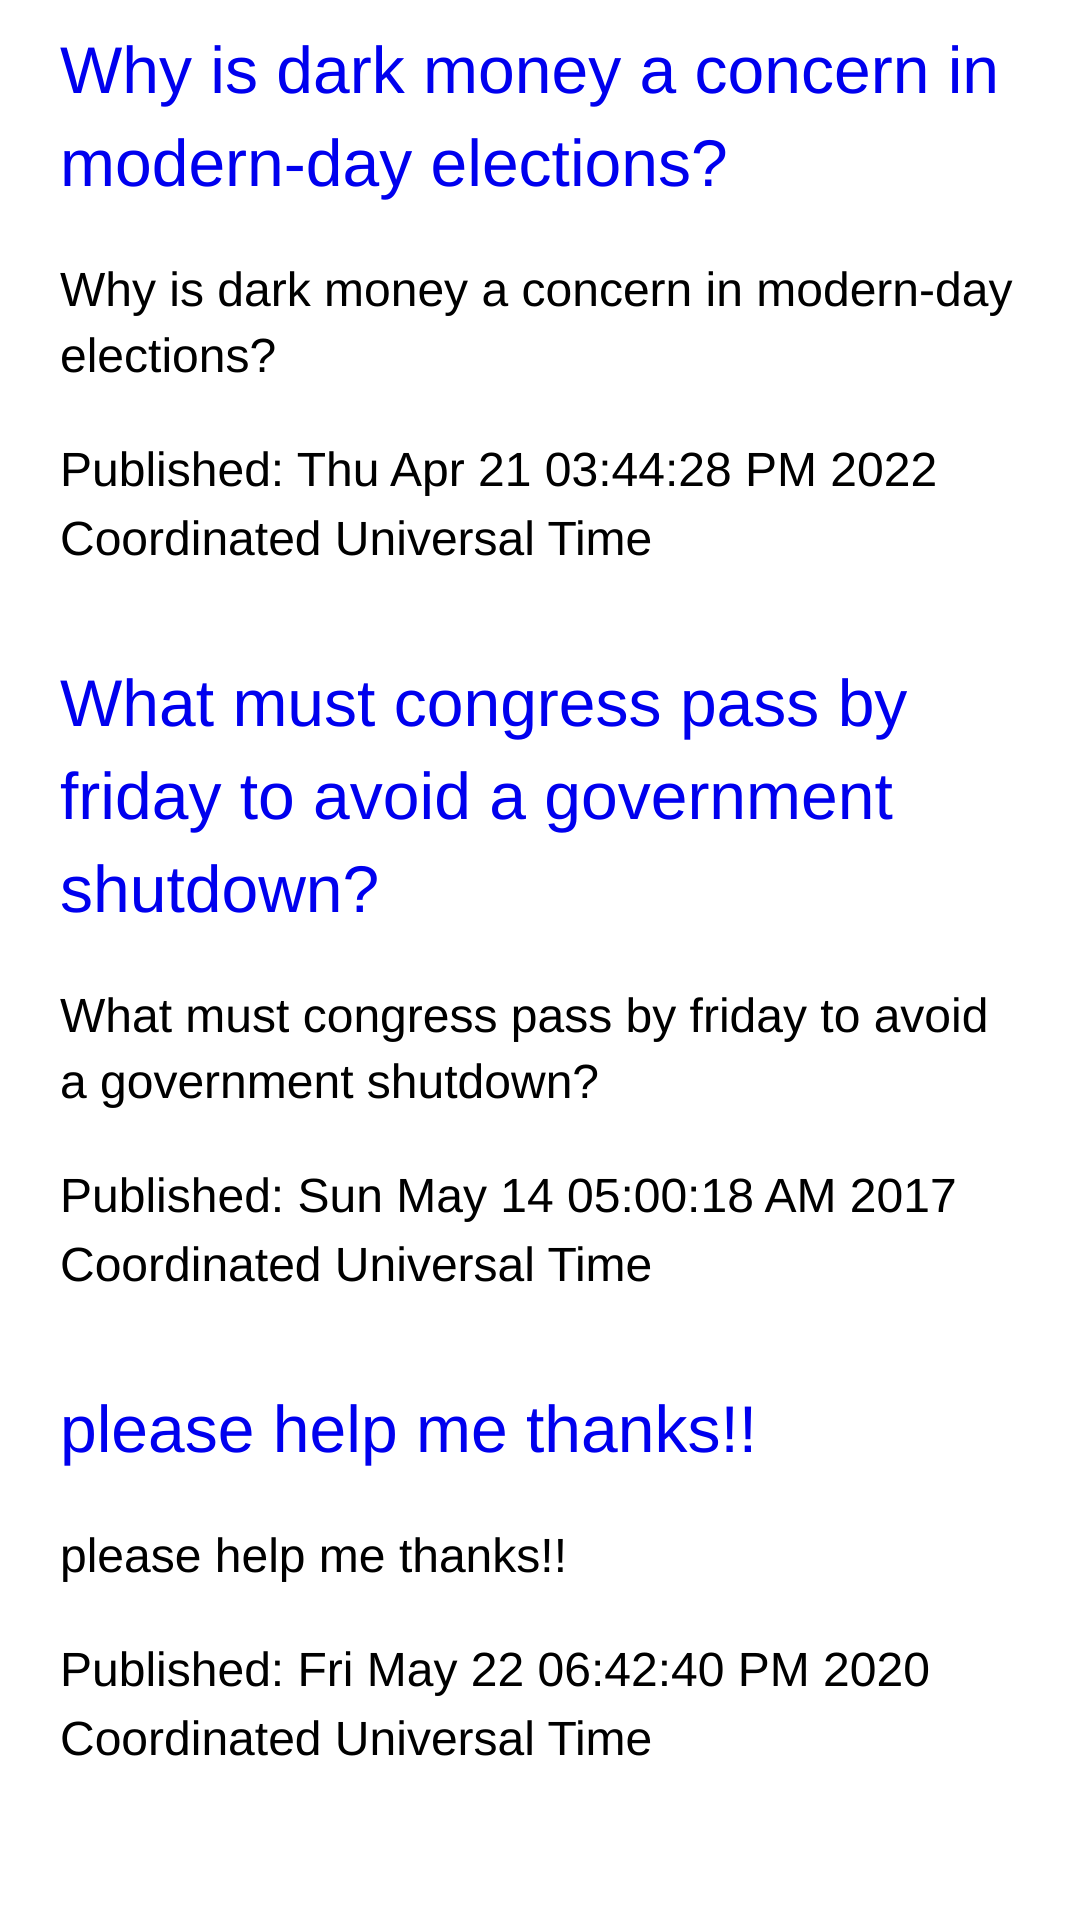 Why is dark money a concern in
modern-day elections?
Why is dark money a concern in modern-day
elections?
Published: Thu Apr 21 03:44:28 PM 2022
Coordinated Universal Time
What must congress pass by
friday to avoid a government
shutdown?
What must congress pass by friday to avoid
a government shutdown?
Published: Sun May 14 05:00:18 AM 2017
Coordinated Universal Time
please help me thanks!!
please help me thanks!!
Published: Fri May 22 06:42:40 PM 2020
Coordinated Universal Time